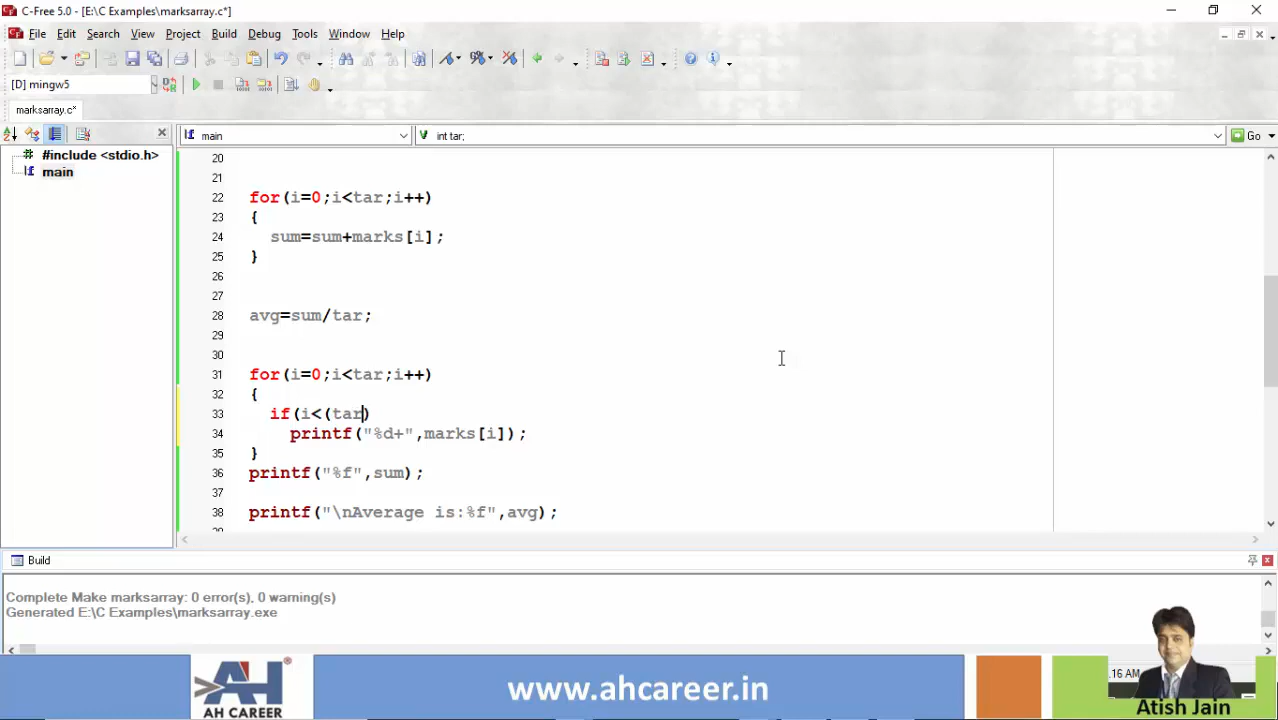 C-Free 5.0 - [E:\C Examples\marksarray.c*]
File Edit Search View Project Build Debug Tools Window Help
[D] mingw5
marksarray.c*
main
int tar;
Go
#include <stdio.h>
main
20
21
22 for(i=0;i<tar;i++)
23 {
24 sum=sum+marks[i];
25 }
26
27
28 avg=sum/tar;
29
30
31 for(i=0;i<tar;i++)
32 {
33 if(i<(tar)
34 printf("%d+",marks[i]);
35 }
36 printf("%f",sum);
37
38 printf("\nAverage is:%f",avg);
Build
Complete Make marksarray: 0 error(s), 0 warning(s)
Generated E:\C Examples\marksarray.exe
AH
®
AH CAREER
www.ahcareer.in
:16 AM
Atish Jain